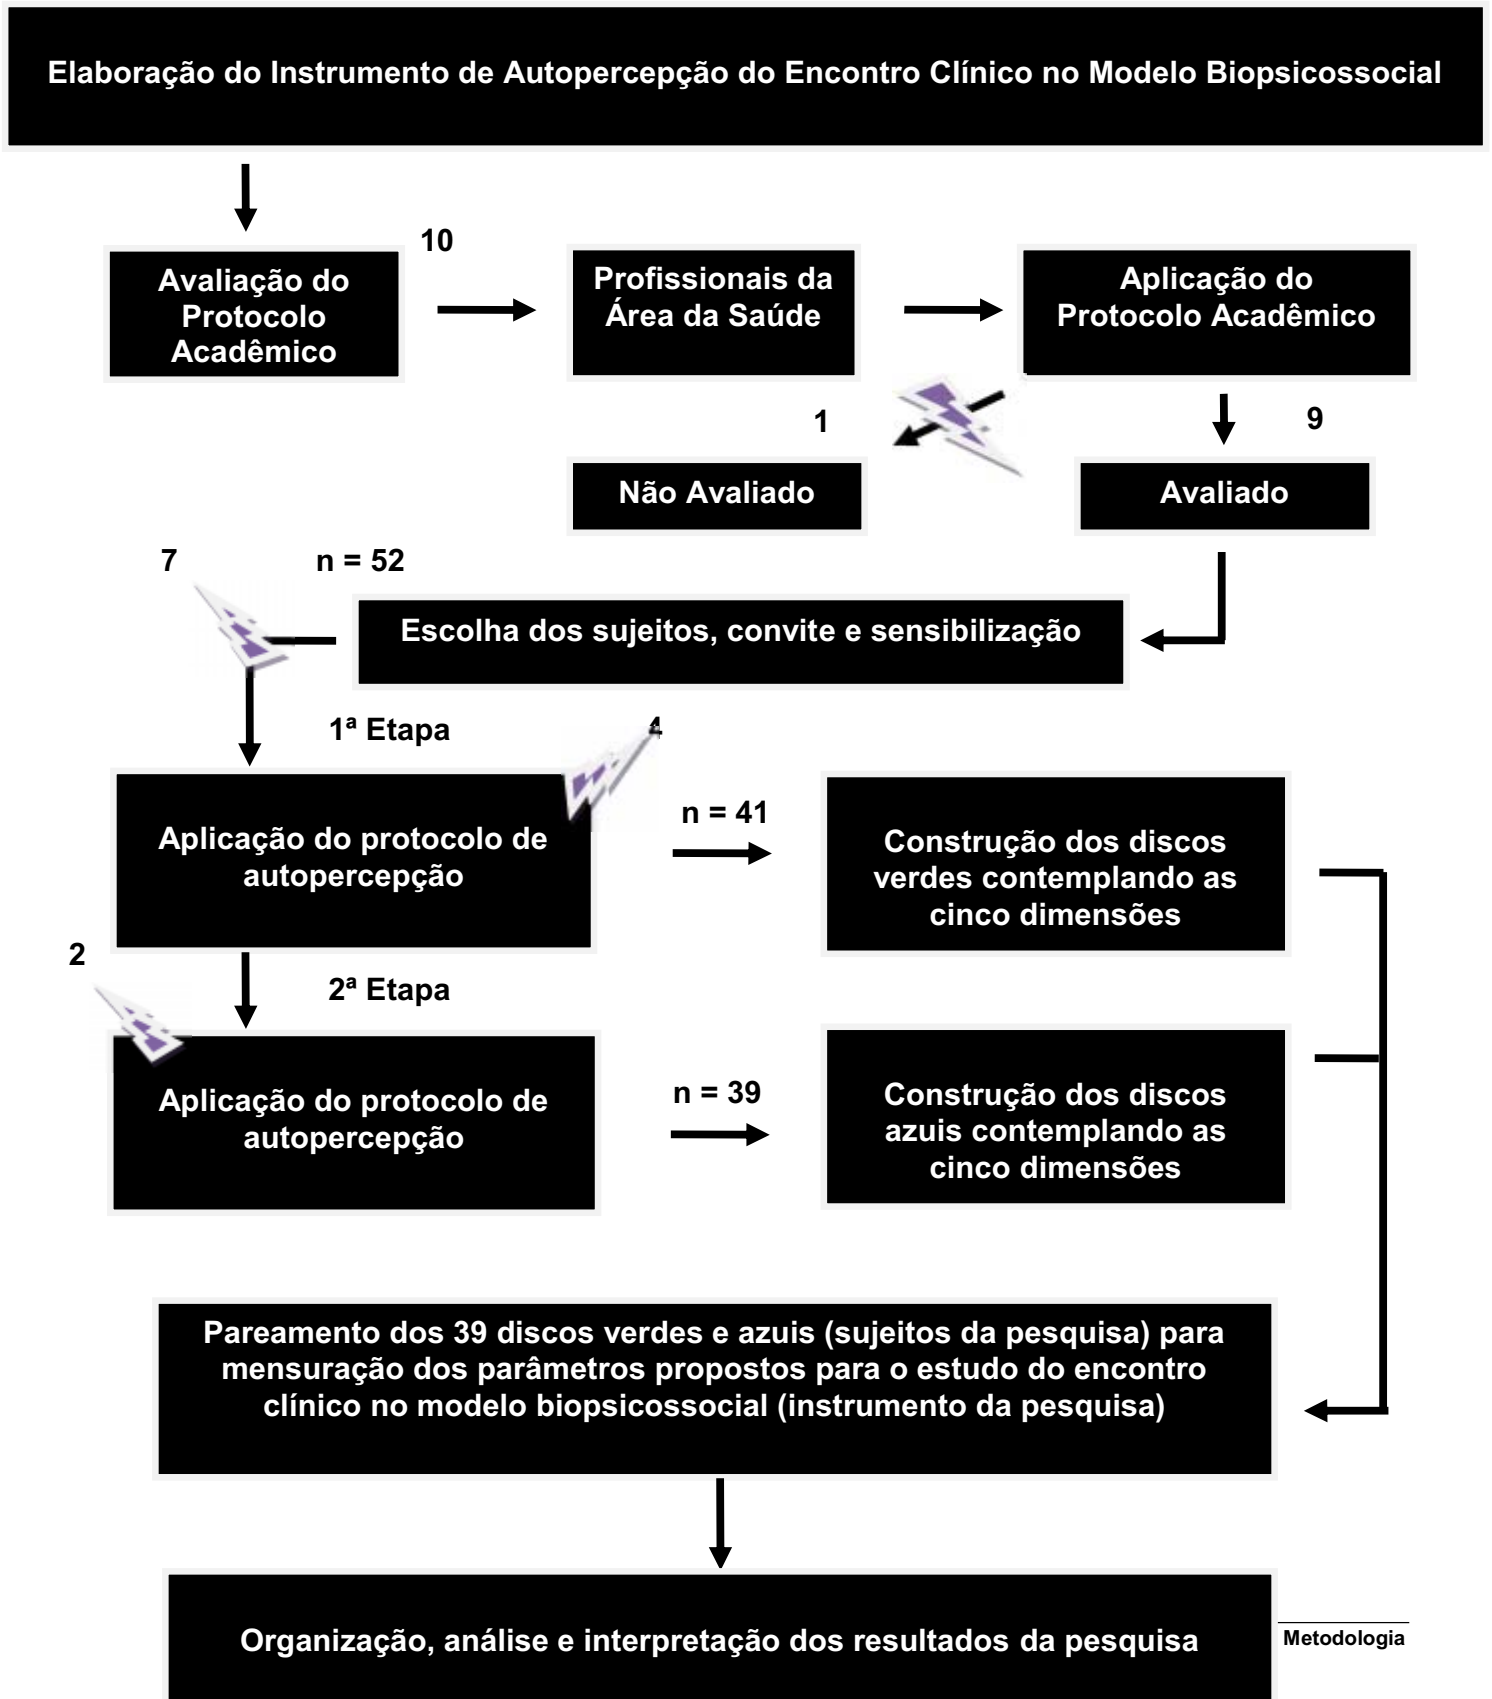 Elaboração do Instrumento de Autopercepção do Encontro Clínico no Modelo Biopsicossocial
10
Avaliação do
Protocolo
Acadêmico
Profissionais da
Área da Saúde
Aplicação do
Protocolo Acadêmico
1
9
Não Avaliado
Avaliado
7
n = 52
Escolha dos sujeitos, convite e sensibilização
1ª Etapa
4
Aplicação do protocolo de
autopercepção
n = 41
Construção dos discos
verdes contemplando as
cinco dimensões
2
2ª Etapa
Aplicação do protocolo de
autopercepção
n = 39
Construção dos discos
azuis contemplando as
cinco dimensões
Pareamento dos 39 discos verdes e azuis (sujeitos da pesquisa) para
mensuração dos parâmetros propostos para o estudo do encontro
clínico no modelo biopsicossocial (instrumento da pesquisa)
Organização, análise e interpretação dos resultados da pesquisa
Metodologia